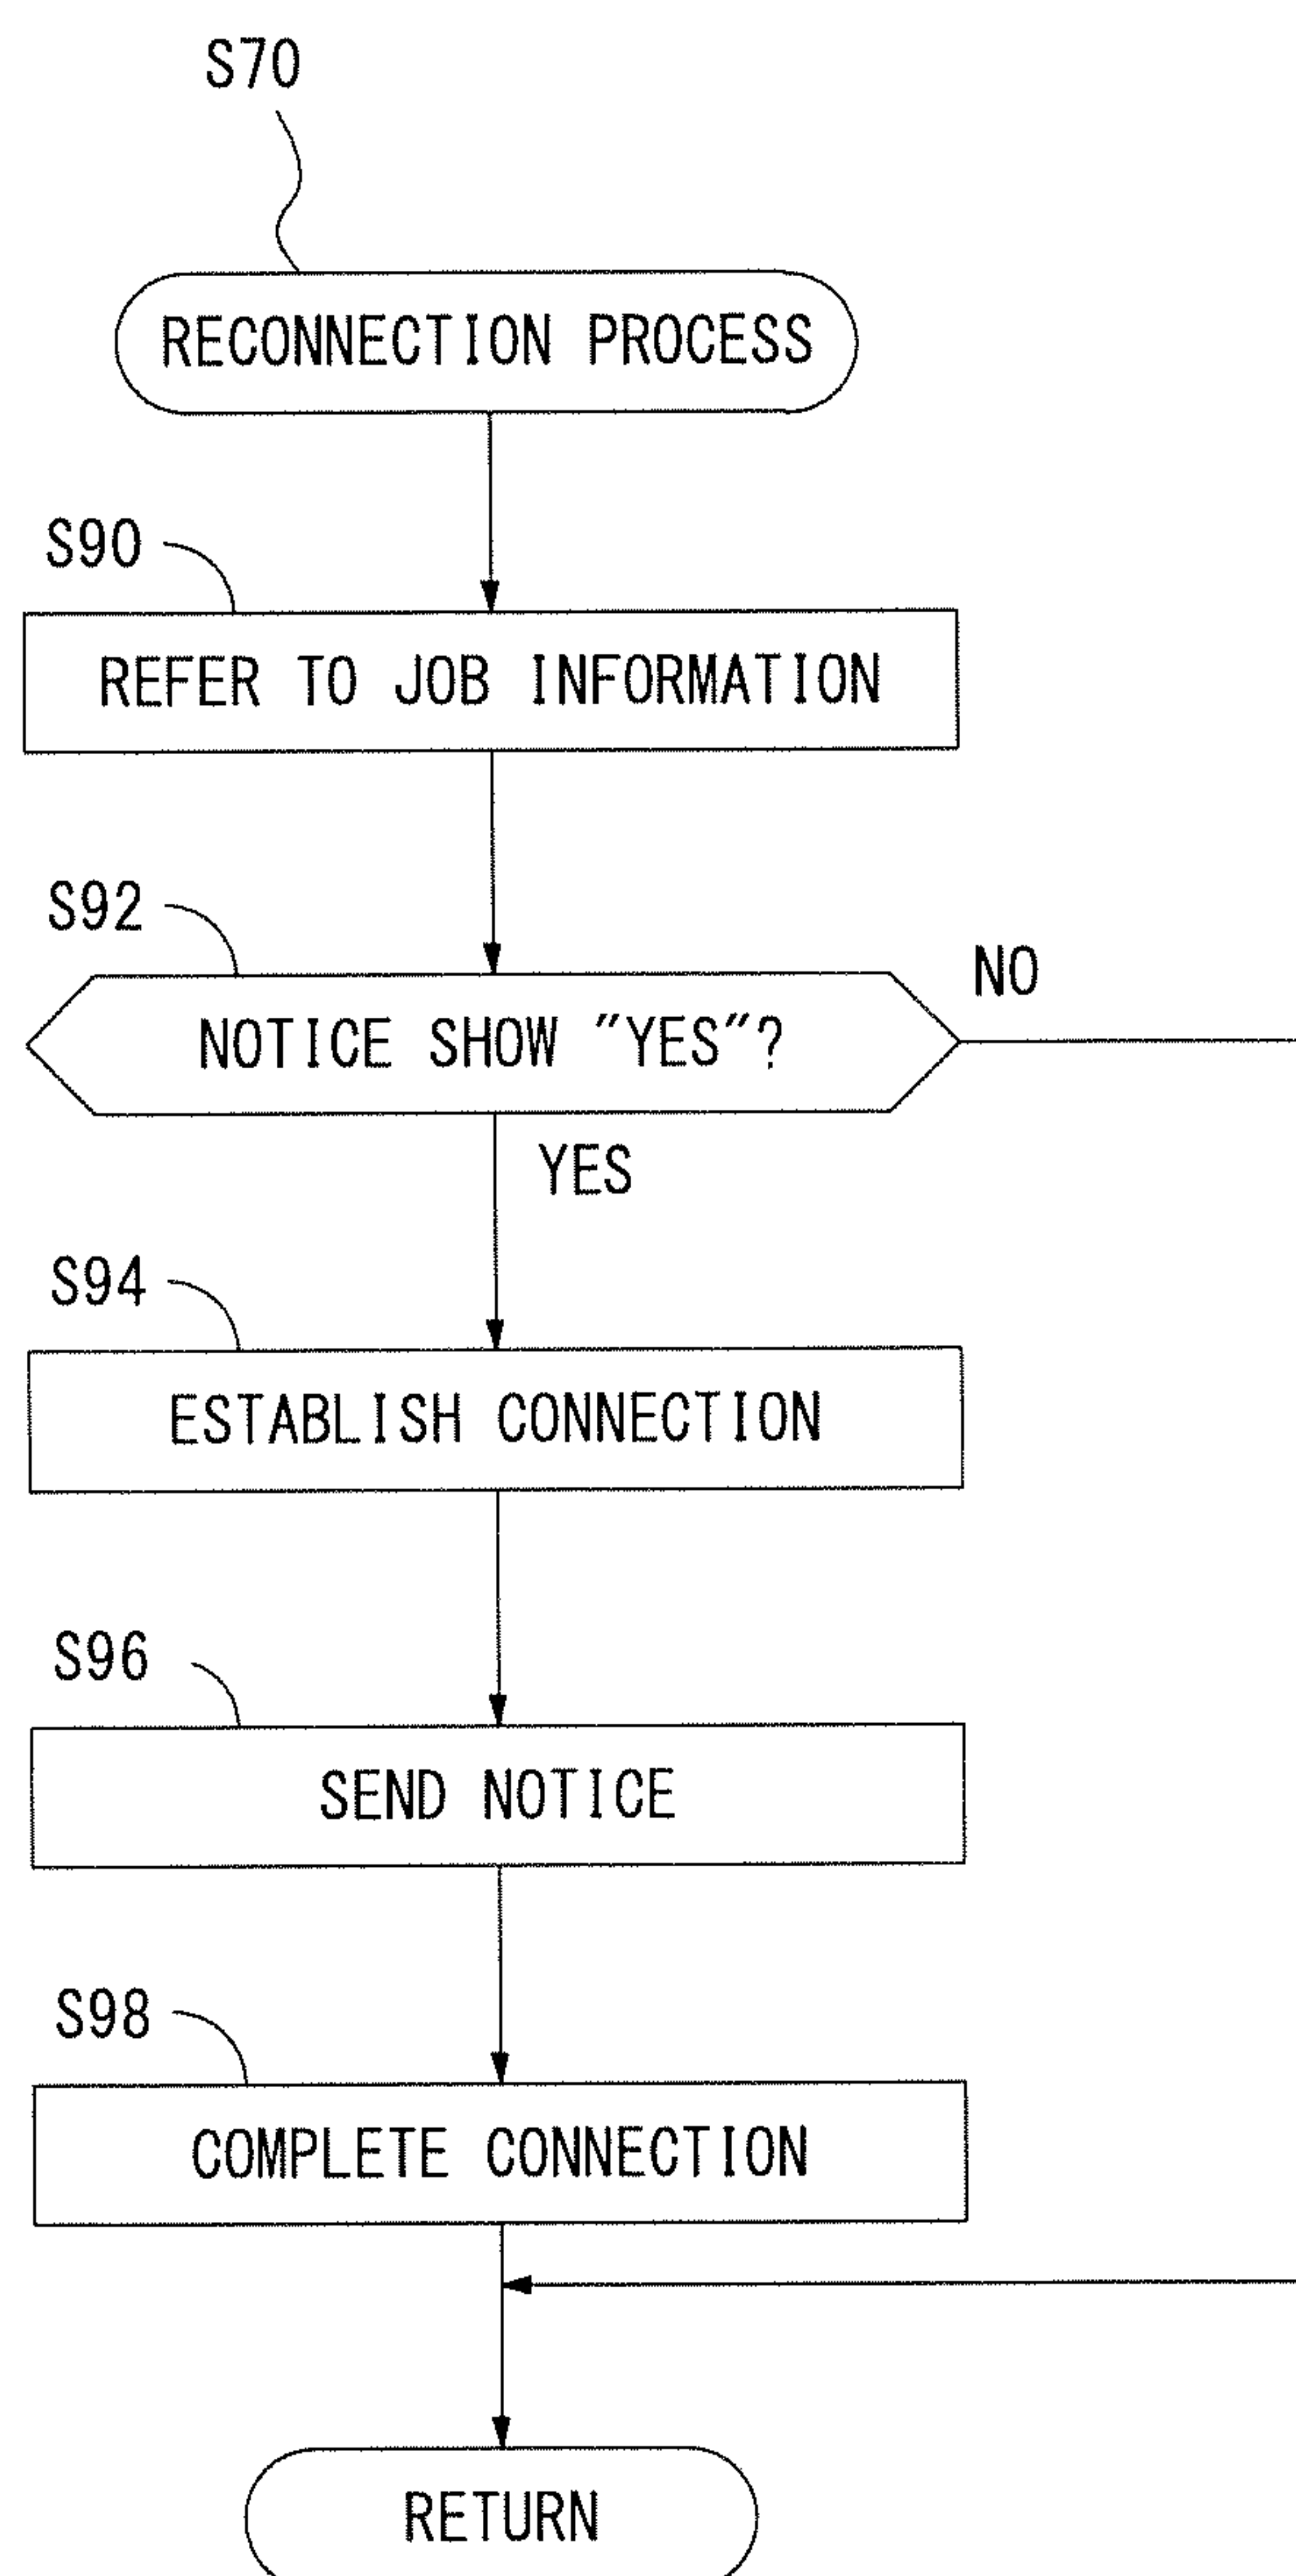 S70
RECONNECTION PROCESS
S90
REFER TO JOB INFORMATION
S92
NOTICE SHOW "YES"?
NO
YES
S94
ESTABLISH CONNECTION
S96
SEND NOTICE
S98
COMPLETE CONNECTION
RETURN